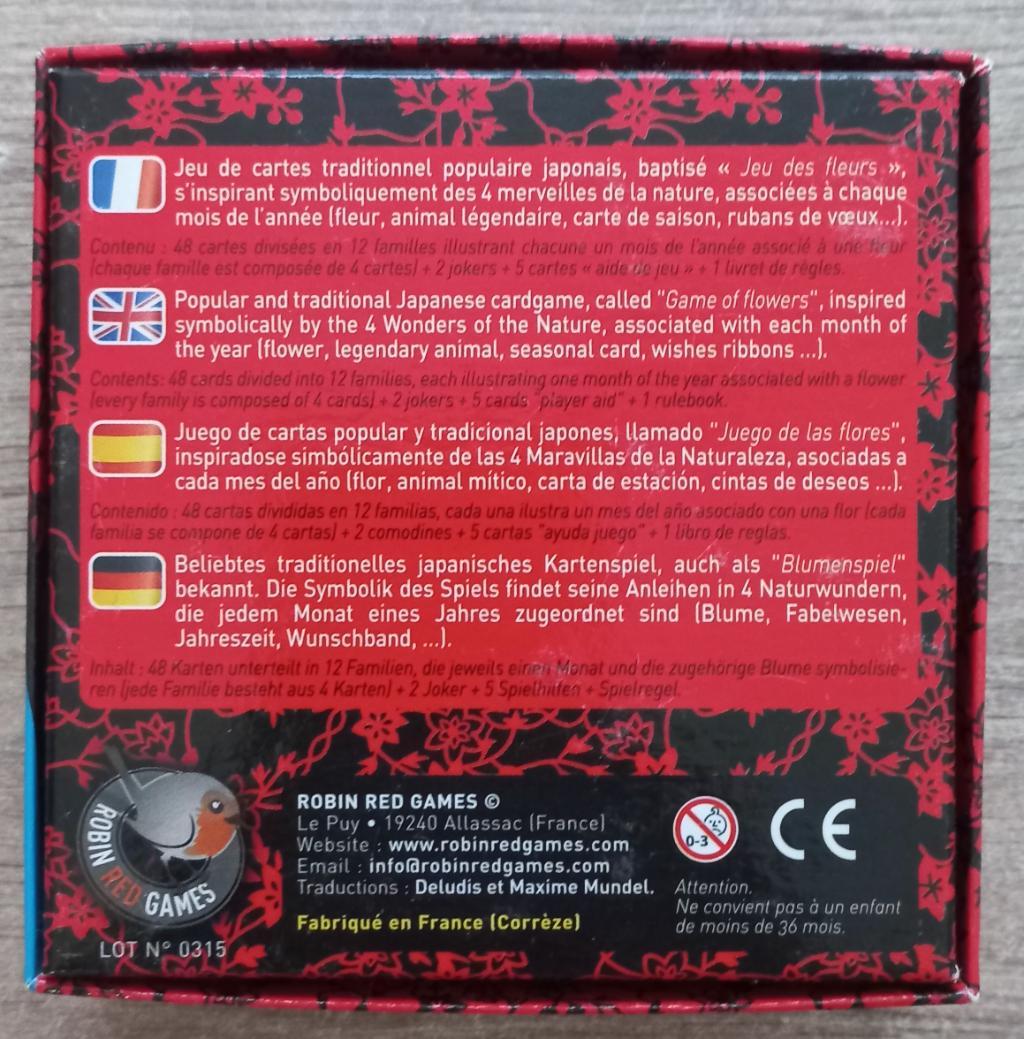 Jeu de cartes traditionnel populaire japonais, baptisé « Jeu des fleurs »,
s'inspirant symboliquement des 4 merveilles de la nature, associées à chaque
mois de l'année (fleur, animal légendaire, carte de saison, rubans de vœux...).
Contenu : 48 cartes divisées en 12 familles illustrant chacune un mois de l'année associé à une fleur
(chaque famille est composée de 4 cartes) + 2 jokers + 5 cartes « aide de jeu » + 1 livret de règles.
Popular and traditional Japanese cardgame, called "Game of flowers", inspired
symbolically by the 4 Wonders of the Nature, associated with each month of
the year (flower, legendary animal, seasonal card, wishes ribbons ...).
Contents: 48 cards divided into 12 families, each illustrating one month of the year associated with a flower
(every family is composed of 4 cards) + 2 jokers + 5 cards "player aid" + 1 rulebook.
Juego de cartas popular y tradicional japones, llamado "Juego de las flores",
inspiradose simbólicamente de las 4 Maravillas de la Naturaleza, asociadas a
cada mes del año (flor, animal mítico, carta de estación, cintas de deseos ...).
Contenido : 48 cartas divididas en 12 familias, cada una ilustra un mes del año asociado con una flor (cada
familia se compone de 4 cartas) + 2 comodines + 5 cartas "ayuda juego" + 1 libro de reglas.
Beliebtes traditionelles japanisches Kartenspiel, auch als "Blumenspiel"
bekannt. Die Symbolik des Spiels findet seine Anleihen in 4 Naturwundern,
die jedem Monat eines Jahres zugeordnet sind (Blume, Fabelwesen,
Jahreszeit, Wunschband, ...).
Inhalt : 48 Karten unterteilt in 12 Familien, die jeweils einen Monat und die zugehörige Blume symbolisie-
ren (jede Familie besteht aus 4 Karten) + 2 Joker + 5 Spielhilfen + Spielregel.
ROBIN RED GAMES
LOT N° 0315
ROBIN RED GAMES ©
Le Puy • 19240 Allassac (France)
Website : www.robinredgames.com
Email : info@robinredgames.com
Traductions : Deludis et Maxime Mundel.
Fabriqué en France (Corrèze)
0-3
CE
Attention.
Ne convient pas à un enfant
de moins de 36 mois.